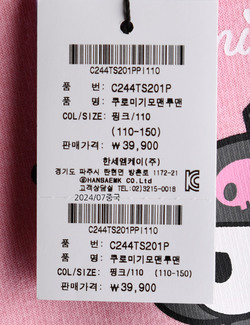 C244TS201PPI110
품 번: C244TS201P
품 명: 쿠로미기모맨투맨
COL/SIZE: 핑크/110
(110-150)
판매가격: ₩ 39,900
한세엠케이(주)
경기도 파주시 탄현면 방촌로 1172-21
ⓒHANSAEMK CO.Ltd
고객상담실 TEL.02)3215-0018
2024/07중국
C244TS201PPI110
품 번: C244TS201P
품 명: 쿠로미기모맨투맨
COL/SIZE: 핑크/110 (110-150)
판매가격: ₩ 39,900